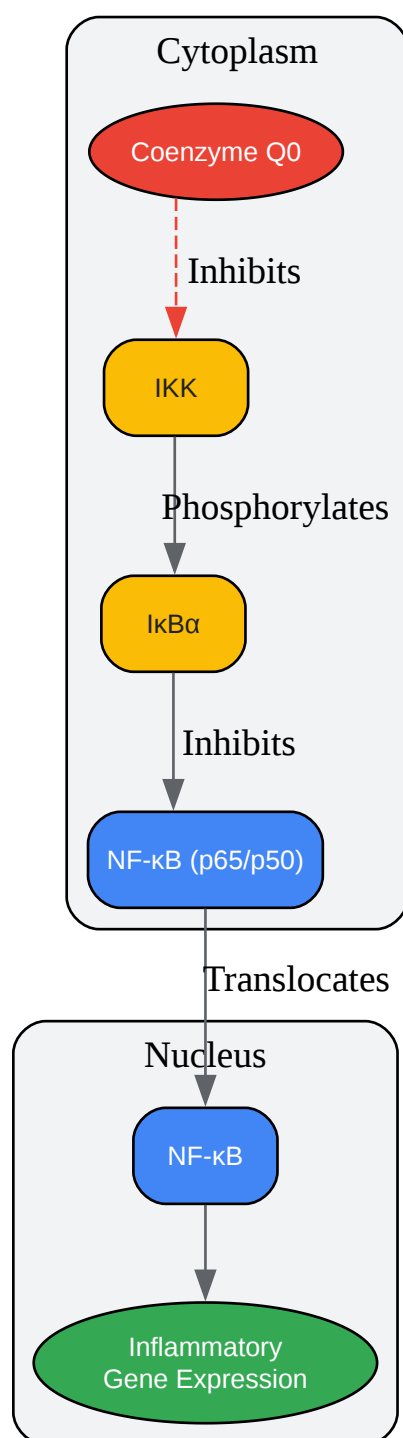 Cytoplasm
Coenzyme Q0
Inhibits
IKK
Phosphorylates
IκBα
Inhibits
NF-κB (p65/p50)
Translocates
Nucleus
NF-κB
Inflammatory
Gene Expression